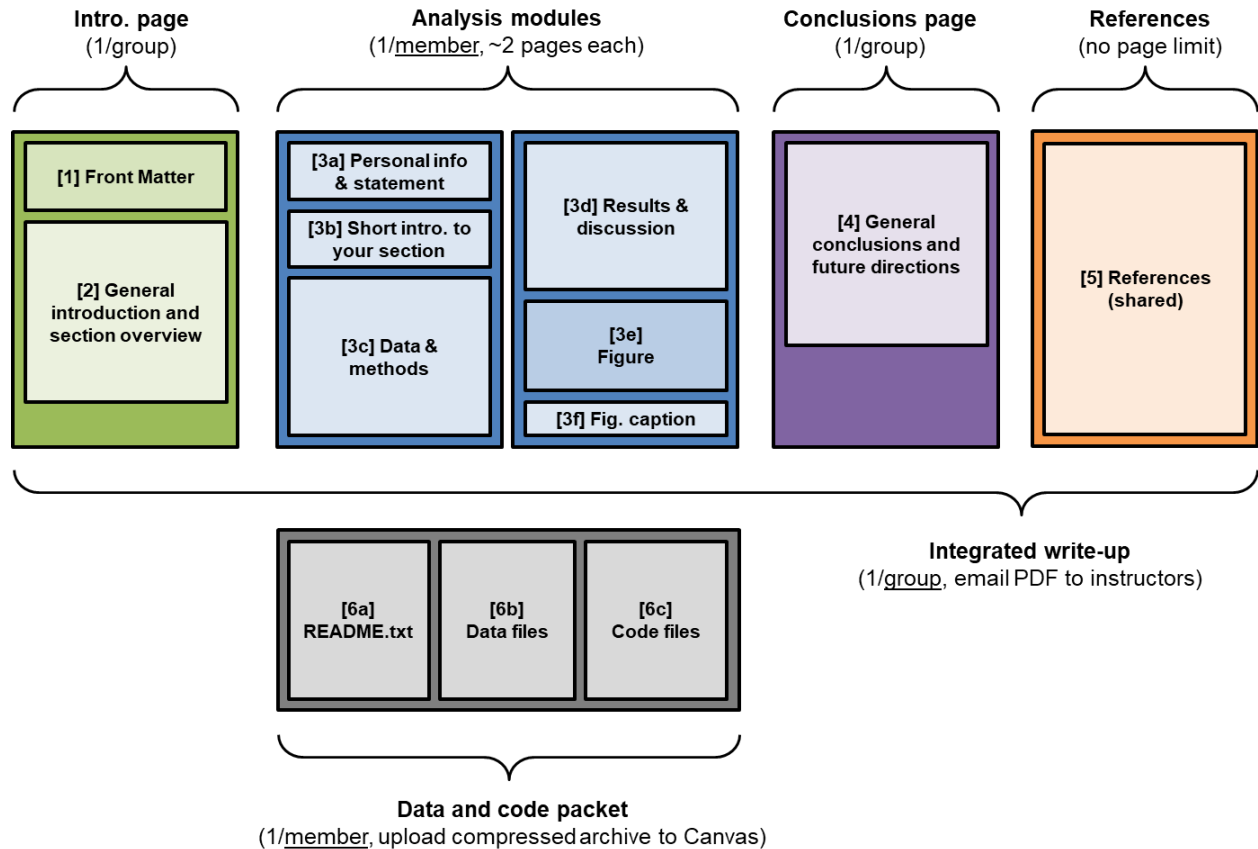 Intro. page
(1/group)
Analysis modules
(1/member, ~2 pages each)
Conclusions page
(1/group)
References
(no page limit)
[1] Front Matter
[2] General
introduction and
section overview
[3a] Personal info
& statement
[3b] Short intro. to
your section
[3c] Data &
methods
[3d] Results &
discussion
[3e]
Figure
[3f] Fig. caption
[4] General
conclusions and
future directions
[5] References
(shared)
Integrated write-up
(1/group, email PDF to instructors)
[6a]
README.txt
[6b]
Data files
[6c]
Code files
Data and code packet
(1/member, upload compressed archive to Canvas)